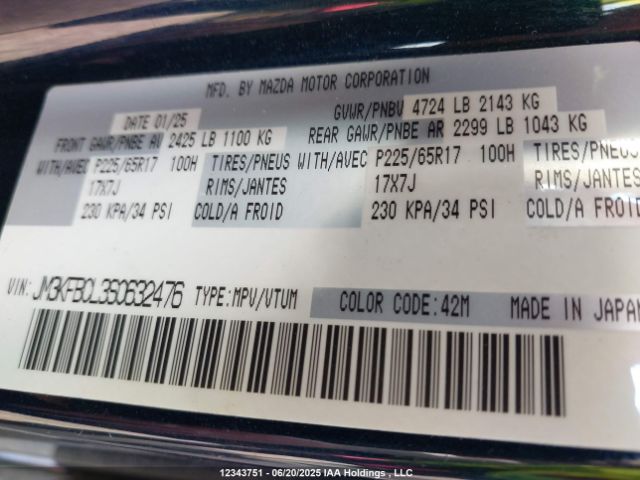 MFD. BY MAZDA MOTOR CORPORATION
DATE 01/25 GVWR/PNBV 4724 LB 2143 KG
FRONT GAWR/PNBE AV 2425 LB 1100 KG REAR GAWR/PNBE AR 2299 LB 1043 KG
WITH/AVEC P225/65R17 100H TIRES/PNEUS WITH/AVEC P225/65R17 100H TIRES/PNEUS
17X7J RIMS/JANTES 17X7J RIMS/JANTES
230 KPA/34 PSI COLD/A FROID 230 KPA/34 PSI COLD/A FROID
VIN: JM3KFBCL3S0632476 TYPE:MPV/VTUM COLOR CODE:42M MADE IN JAPAN
12343751 - 06/20/2025 IAA Holdings , LLC